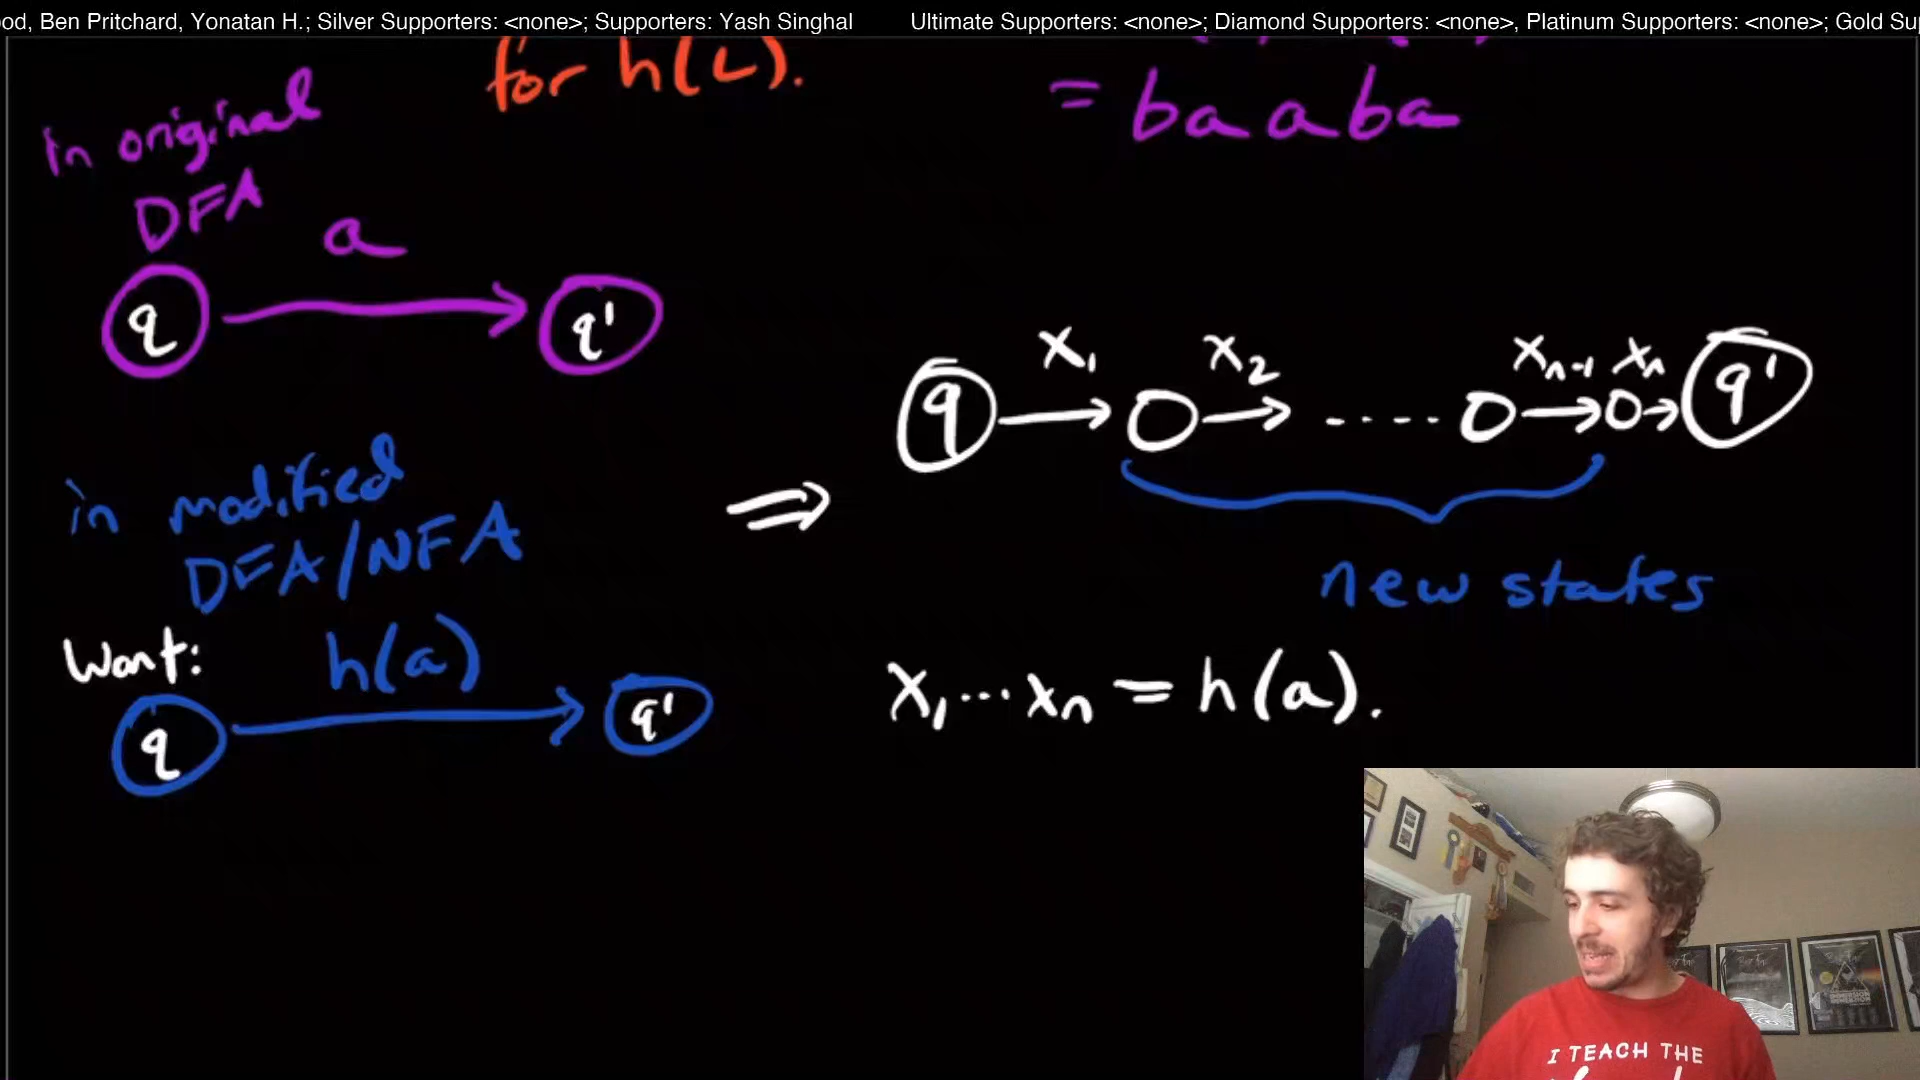 od, Ben Pritchard, Yonatan H.; Silver Supporters: <none>; Supporters: Yash Singhal Ultimate Supporters: <none>; Diamond Supporters: <none>, Platinum Supporters: <none>; Gold Su
for h(L).
= baaba
in original
DFA
a
q
q'
x₁ x₂ xₙ₋₁ xₙ
q
.....
q'
in modified
DFA/NFA
⇒
new states
Want:
h(a)
x₁...xₙ = h(a).
q
q'
I TEACH THE